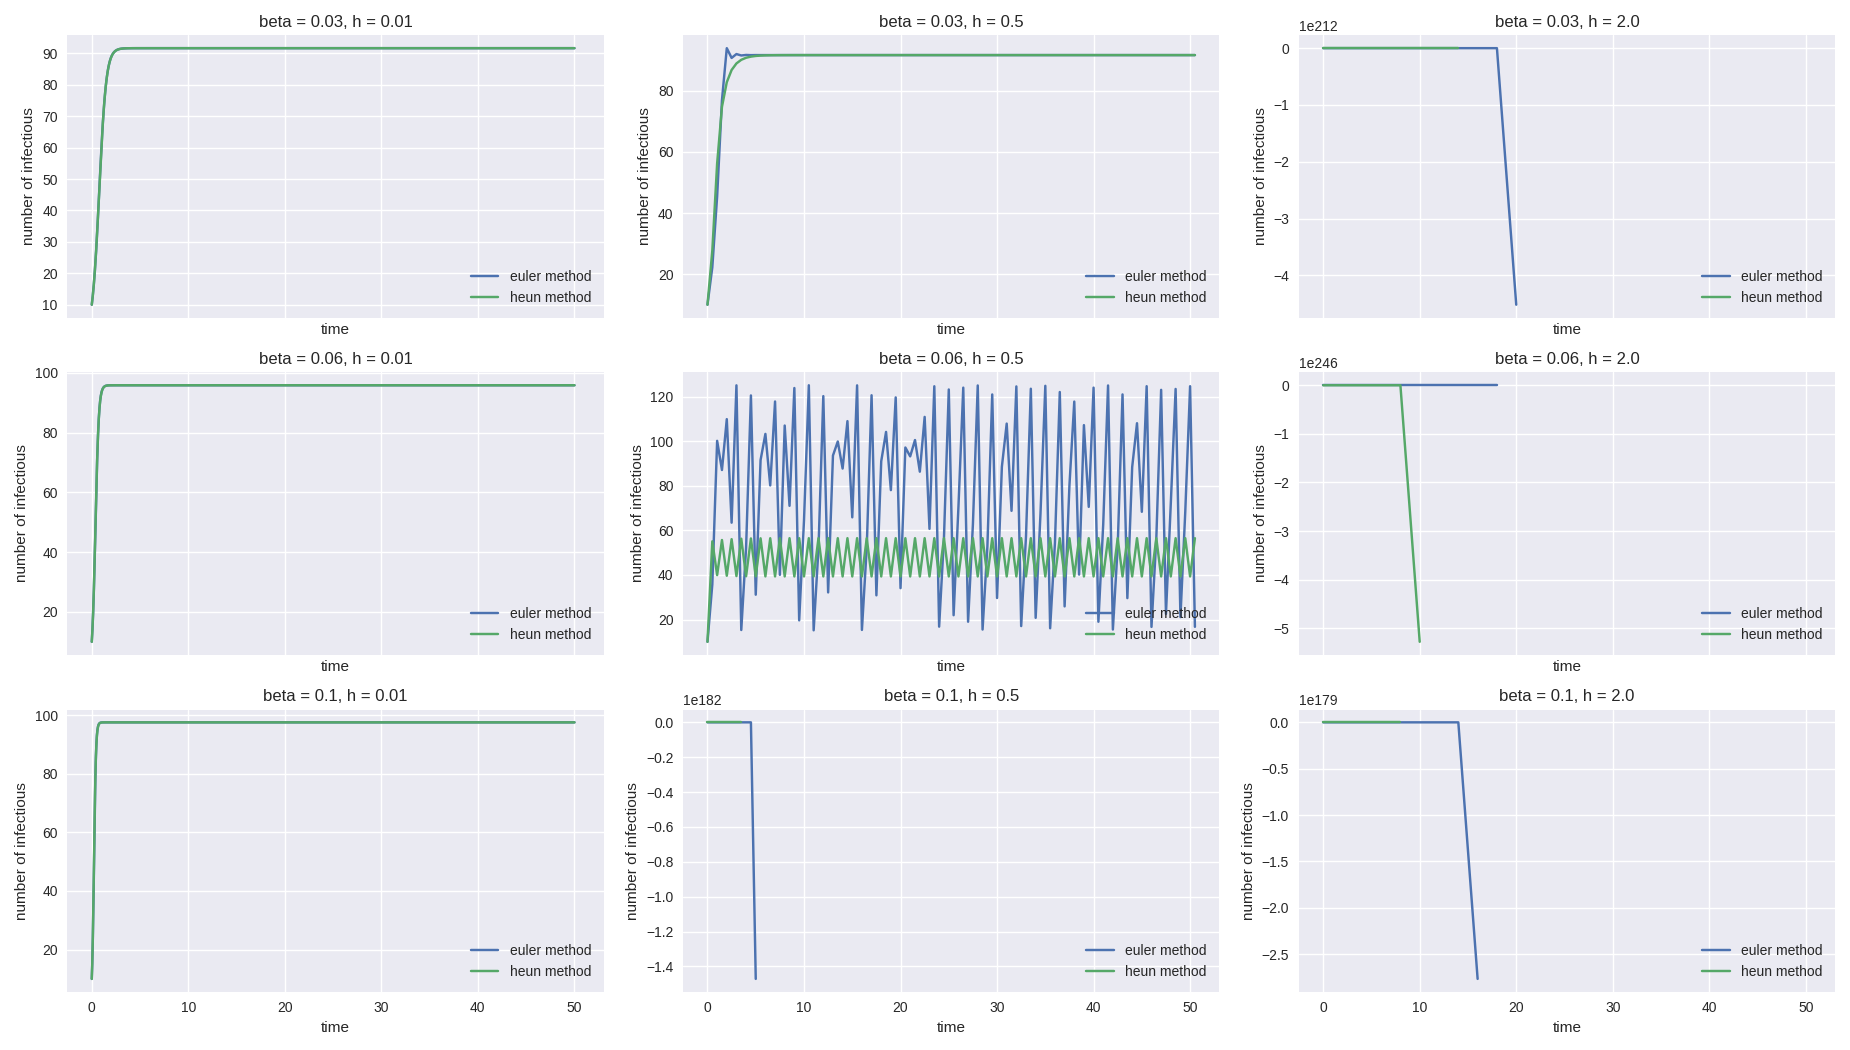 beta = 0.03, h = 0.01
90
80
70
60
50
40
30
20
10
number of infectious
euler method
heun method
time
beta = 0.03, h = 0.5
80
60
40
20
number of infectious
euler method
heun method
time
beta = 0.03, h = 2.0
1e212
0
−1
−2
−3
−4
number of infectious
euler method
heun method
time
beta = 0.06, h = 0.01
100
80
60
40
20
number of infectious
euler method
heun method
time
beta = 0.06, h = 0.5
120
100
80
60
40
20
number of infectious
euler method
heun method
time
beta = 0.06, h = 2.0
1e246
0
−1
−2
−3
−4
−5
number of infectious
euler method
heun method
time
beta = 0.1, h = 0.01
100
80
60
40
20
number of infectious
euler method
heun method
0 10 20 30 40 50
time
beta = 0.1, h = 0.5
1e182
0.0
−0.2
−0.4
−0.6
−0.8
−1.0
−1.2
−1.4
number of infectious
euler method
heun method
0 10 20 30 40 50
time
beta = 0.1, h = 2.0
1e179
0.0
−0.5
−1.0
−1.5
−2.0
−2.5
number of infectious
euler method
heun method
0 10 20 30 40 50
time